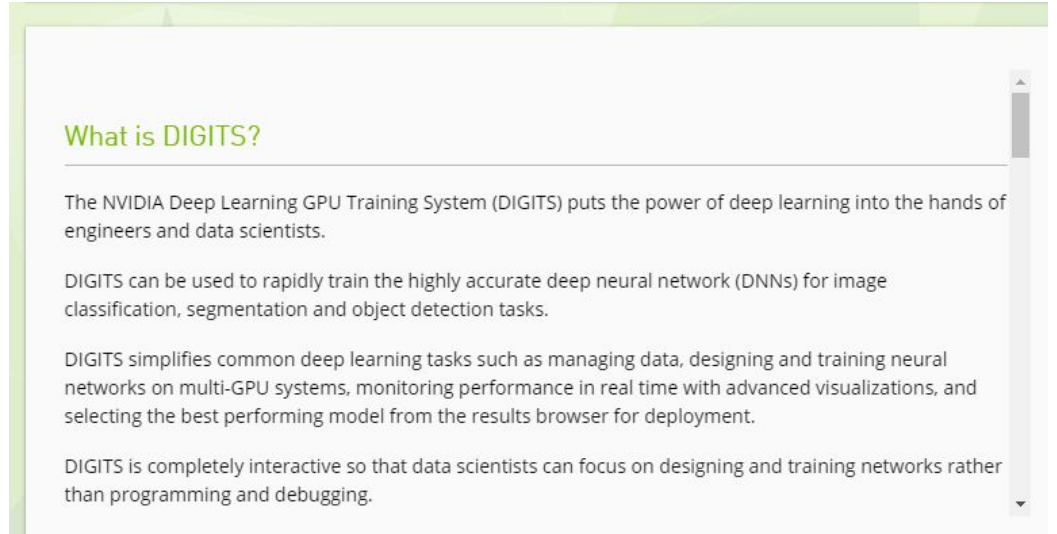 What is DIGITS?
The NVIDIA Deep Learning GPU Training System (DIGITS) puts the power of deep learning into the hands of
engineers and data scientists.
DIGITS can be used to rapidly train the highly accurate deep neural network (DNNs) for image
classification, segmentation and object detection tasks.
DIGITS simplifies common deep learning tasks such as managing data, designing and training neural
networks on multi-GPU systems, monitoring performance in real time with advanced visualizations, and
selecting the best performing model from the results browser for deployment.
DIGITS is completely interactive so that data scientists can focus on designing and training networks rather
than programming and debugging.